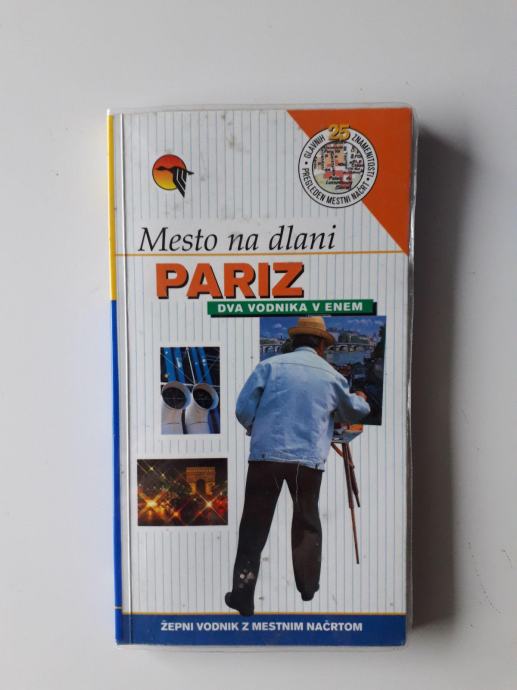 25
GLAVNIH ZNAMENITOSTI
PREGLEDEN MESTNI NAČRT
Mesto na dlani
PARIZ
DVA VODNIKA V ENEM
ŽEPNI VODNIK Z MESTNIM NAČRTOM